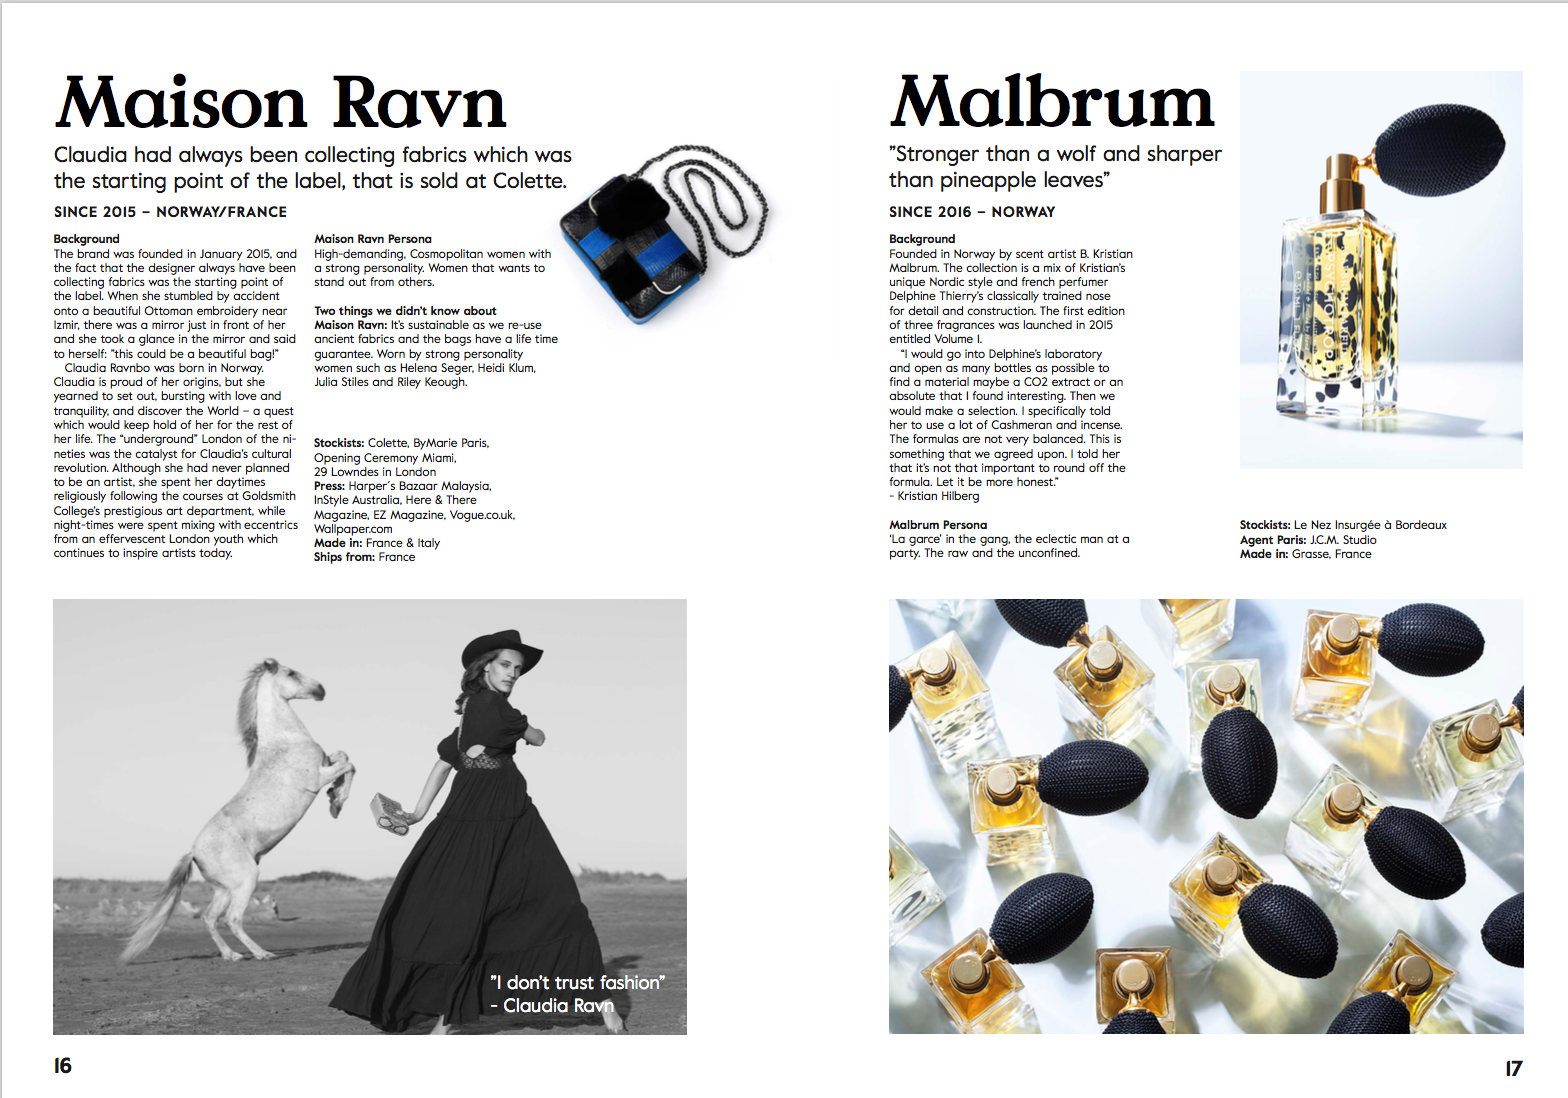 Maison Ravn
Claudia had always been collecting fabrics which was
the starting point of the label, that is sold at Colette.
SINCE 2015 – NORWAY/FRANCE
Background
The brand was founded in January 2015, and
the fact that the designer always have been
collecting fabrics was the starting point of
the label. When she stumbled by accident
onto a beautiful Ottoman embroidery near
Izmir, there was a mirror just in front of her
and she took a glance in the mirror and said
to herself: "this could be a beautiful bag!"
Claudia Ravnbo was born in Norway.
Claudia is proud of her origins, but she
yearned to set out, bursting with love and
tranquility, and discover the World – a quest
which would keep hold of her for the rest of
her life. The "underground" London of the ni-
neties was the catalyst for Claudia's cultural
revolution. Although she had never planned
to be an artist, she spent her daytimes
religiously following the courses at Goldsmith
College's prestigious art department, while
night-times were spent mixing with eccentrics
from an effervescent London youth which
continues to inspire artists today.
Maison Ravn Persona
High-demanding, Cosmopolitan women with
a strong personality. Women that wants to
stand out from others.
Two things we didn't know about
Maison Ravn: It's sustainable as we re-use
ancient fabrics and the bags have a life time
guarantee. Worn by strong personality
women such as Helena Seger, Heidi Klum,
Julia Stiles and Riley Keough.
Stockists: Colette, ByMarie Paris,
Opening Ceremony Miami,
29 Lowndes in London
Press: Harper´s Bazaar Malaysia,
InStyle Australia, Here & There
Magazine, EZ Magazine, Vogue.co.uk,
Wallpaper.com
Made in: France & Italy
Ships from: France
"I don't trust fashion"
- Claudia Ravn
16
Malbrum
"Stronger than a wolf and sharper
than pineapple leaves"
SINCE 2016 – NORWAY
Background
Founded in Norway by scent artist B. Kristian
Malbrum. The collection is a mix of Kristian's
unique Nordic style and french perfumer
Delphine Thierry's classically trained nose
for detail and construction. The first edition
of three fragrances was launched in 2015
entitled Volume I.
"I would go into Delphine's laboratory
and open as many bottles as possible to
find a material maybe a CO2 extract or an
absolute that I found interesting. Then we
would make a selection. I specifically told
her to use a lot of Cashmeran and incense.
The formulas are not very balanced. This is
something that we agreed upon. I told her
that it's not that important to round off the
formula. Let it be more honest."
- Kristian Hilberg
Malbrum Persona
'La garce' in the gang, the eclectic man at a
party. The raw and the unconfined.
Stockists: Le Nez Insurgée à Bordeaux
Agent Paris: J.C.M. Studio
Made in: Grasse, France
17